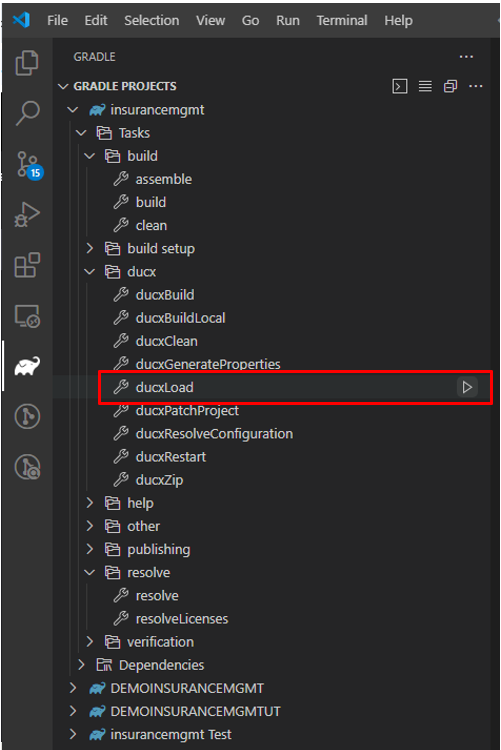 File Edit Selection View Go Run Terminal Help
GRADLE
GRADLE PROJECTS
insurancemgmt
Tasks
build
assemble
build
clean
build setup
ducx
ducxBuild
ducxBuildLocal
ducxClean
ducxGenerateProperties
ducxLoad
ducxPatchProject
ducxResolveConfiguration
ducxRestart
ducxZip
help
other
publishing
resolve
resolve
resolveLicenses
verification
Dependencies
DEMOINSURANCEMGMT
DEMOINSURANCEMGMTUT
insurancemgmt Test
15